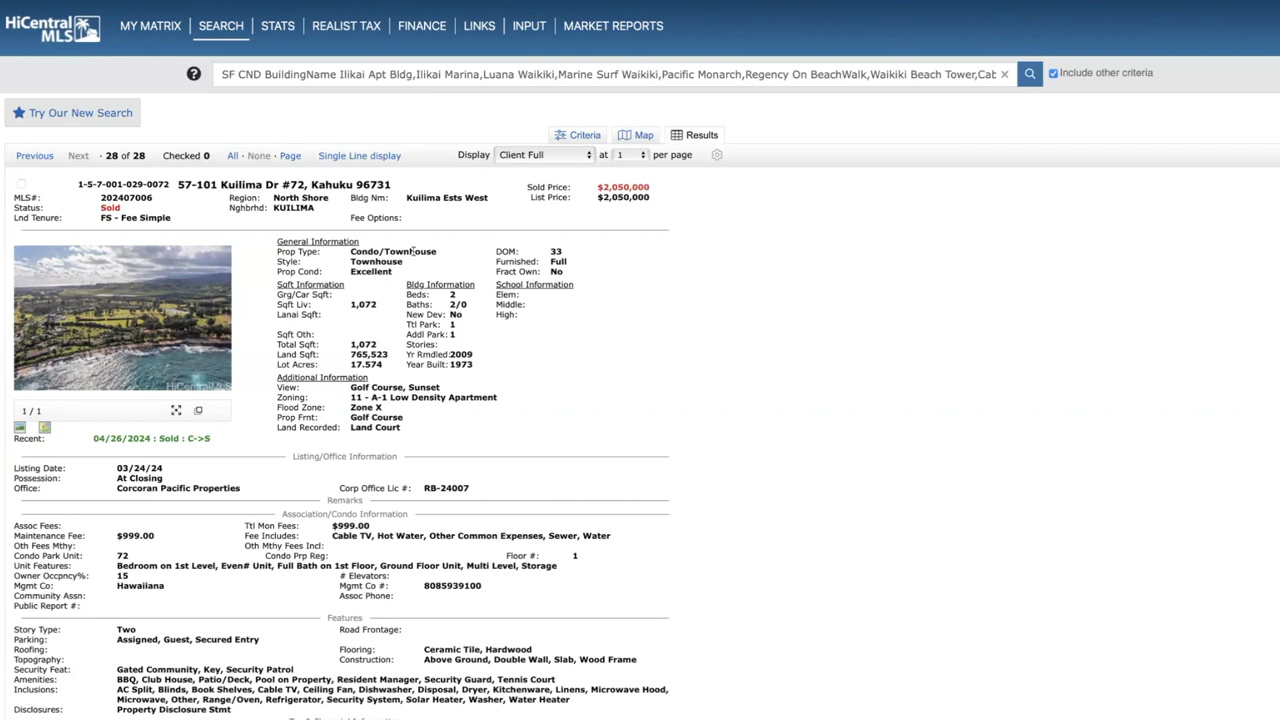 HiCentral MLS MY MATRIX SEARCH STATS REALIST TAX FINANCE LINKS INPUT MARKET REPORTS
? SF CND BuildingName Ilikai Apt Bldg,Ilikai Marina,Luana Waikiki,Marine Surf Waikiki,Pacific Monarch,Regency On BeachWalk,Waikiki Beach Tower,Cat Include other criteria
Try Our New Search
Criteria Map Results
Previous Next · 28 of 28 Checked 0 All · None · Page Single Line display Display Client Full at 1 per page
1-5-7-001-029-0072 57-101 Kuilima Dr #72, Kahuku 96731 Sold Price: $2,050,000
MLS#: 202407006 Region: North Shore Bldg Nm: Kuilima Ests West List Price: $2,050,000
Status: Sold Nghbrhd: KUILIMA
Lnd Tenure: FS - Fee Simple Fee Options:
General Information
Prop Type: Condo/Townhouse DOM: 33
Style: Townhouse Furnished: Full
Prop Cond: Excellent Fract Own: No
Sqft Information Bldg Information School Information
Grg/Car Sqft: Beds: 2 Elem:
Sqft Liv: 1,072 Baths: 2/0 Middle:
Lanai Sqft: New Dev: No High:
Ttl Park: 1
Sqft Oth: Addl Park: 1
Total Sqft: 1,072 Stories:
Land Sqft: 765,523 Yr Rmdled: 2009
Lot Acres: 17.574 Year Built: 1973
Additional Information
View: Golf Course, Sunset
Zoning: 11 - A-1 Low Density Apartment
Flood Zone: Zone X
Prop Frnt: Golf Course
Land Recorded: Land Court
HiCentral MLS
1 / 1
Recent: 04/26/2024 : Sold : C->S
Listing/Office Information
Listing Date: 03/24/24
Possession: At Closing
Office: Corcoran Pacific Properties Corp Office Lic #: RB-24007
Remarks
Association/Condo Information
Assoc Fees: Ttl Mon Fees: $999.00
Maintenance Fee: $999.00 Fee Includes: Cable TV, Hot Water, Other Common Expenses, Sewer, Water
Oth Fees Mthy: Oth Mthy Fees Incl:
Condo Park Unit: 72 Condo Prp Reg: Floor #: 1
Unit Features: Bedroom on 1st Level, Even# Unit, Full Bath on 1st Floor, Ground Floor Unit, Multi Level, Storage
Owner Occpncy%: 15 # Elevators:
Mgmt Co: Hawaiiana Mgmt Co #: 8085939100
Community Assn: Assoc Phone:
Public Report #:
Features
Story Type: Two Road Frontage:
Parking: Assigned, Guest, Secured Entry
Roofing: Flooring: Ceramic Tile, Hardwood
Topography: Construction: Above Ground, Double Wall, Slab, Wood Frame
Security Feat: Gated Community, Key, Security Patrol
Amenities: BBQ, Club House, Patio/Deck, Pool on Property, Resident Manager, Security Guard, Tennis Court
Inclusions: AC Split, Blinds, Book Shelves, Cable TV, Ceiling Fan, Dishwasher, Disposal, Dryer, Kitchenware, Linens, Microwave Hood,
Microwave, Other, Range/Oven, Refrigerator, Security System, Solar Heater, Washer, Water Heater
Disclosures: Property Disclosure Stmt